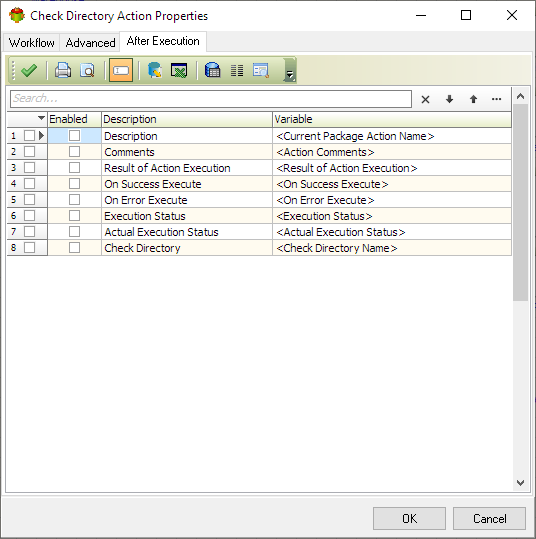 Check Directory Action Properties
Workflow Advanced After Execution
Search...
Enabled Description Variable
1 Description <Current Package Action Name>
2 Comments <Action Comments>
3 Result of Action Execution <Result of Action Execution>
4 On Success Execute <On Success Execute>
5 On Error Execute <On Error Execute>
6 Execution Status <Execution Status>
7 Actual Execution Status <Actual Execution Status>
8 Check Directory <Check Directory Name>
OK Cancel